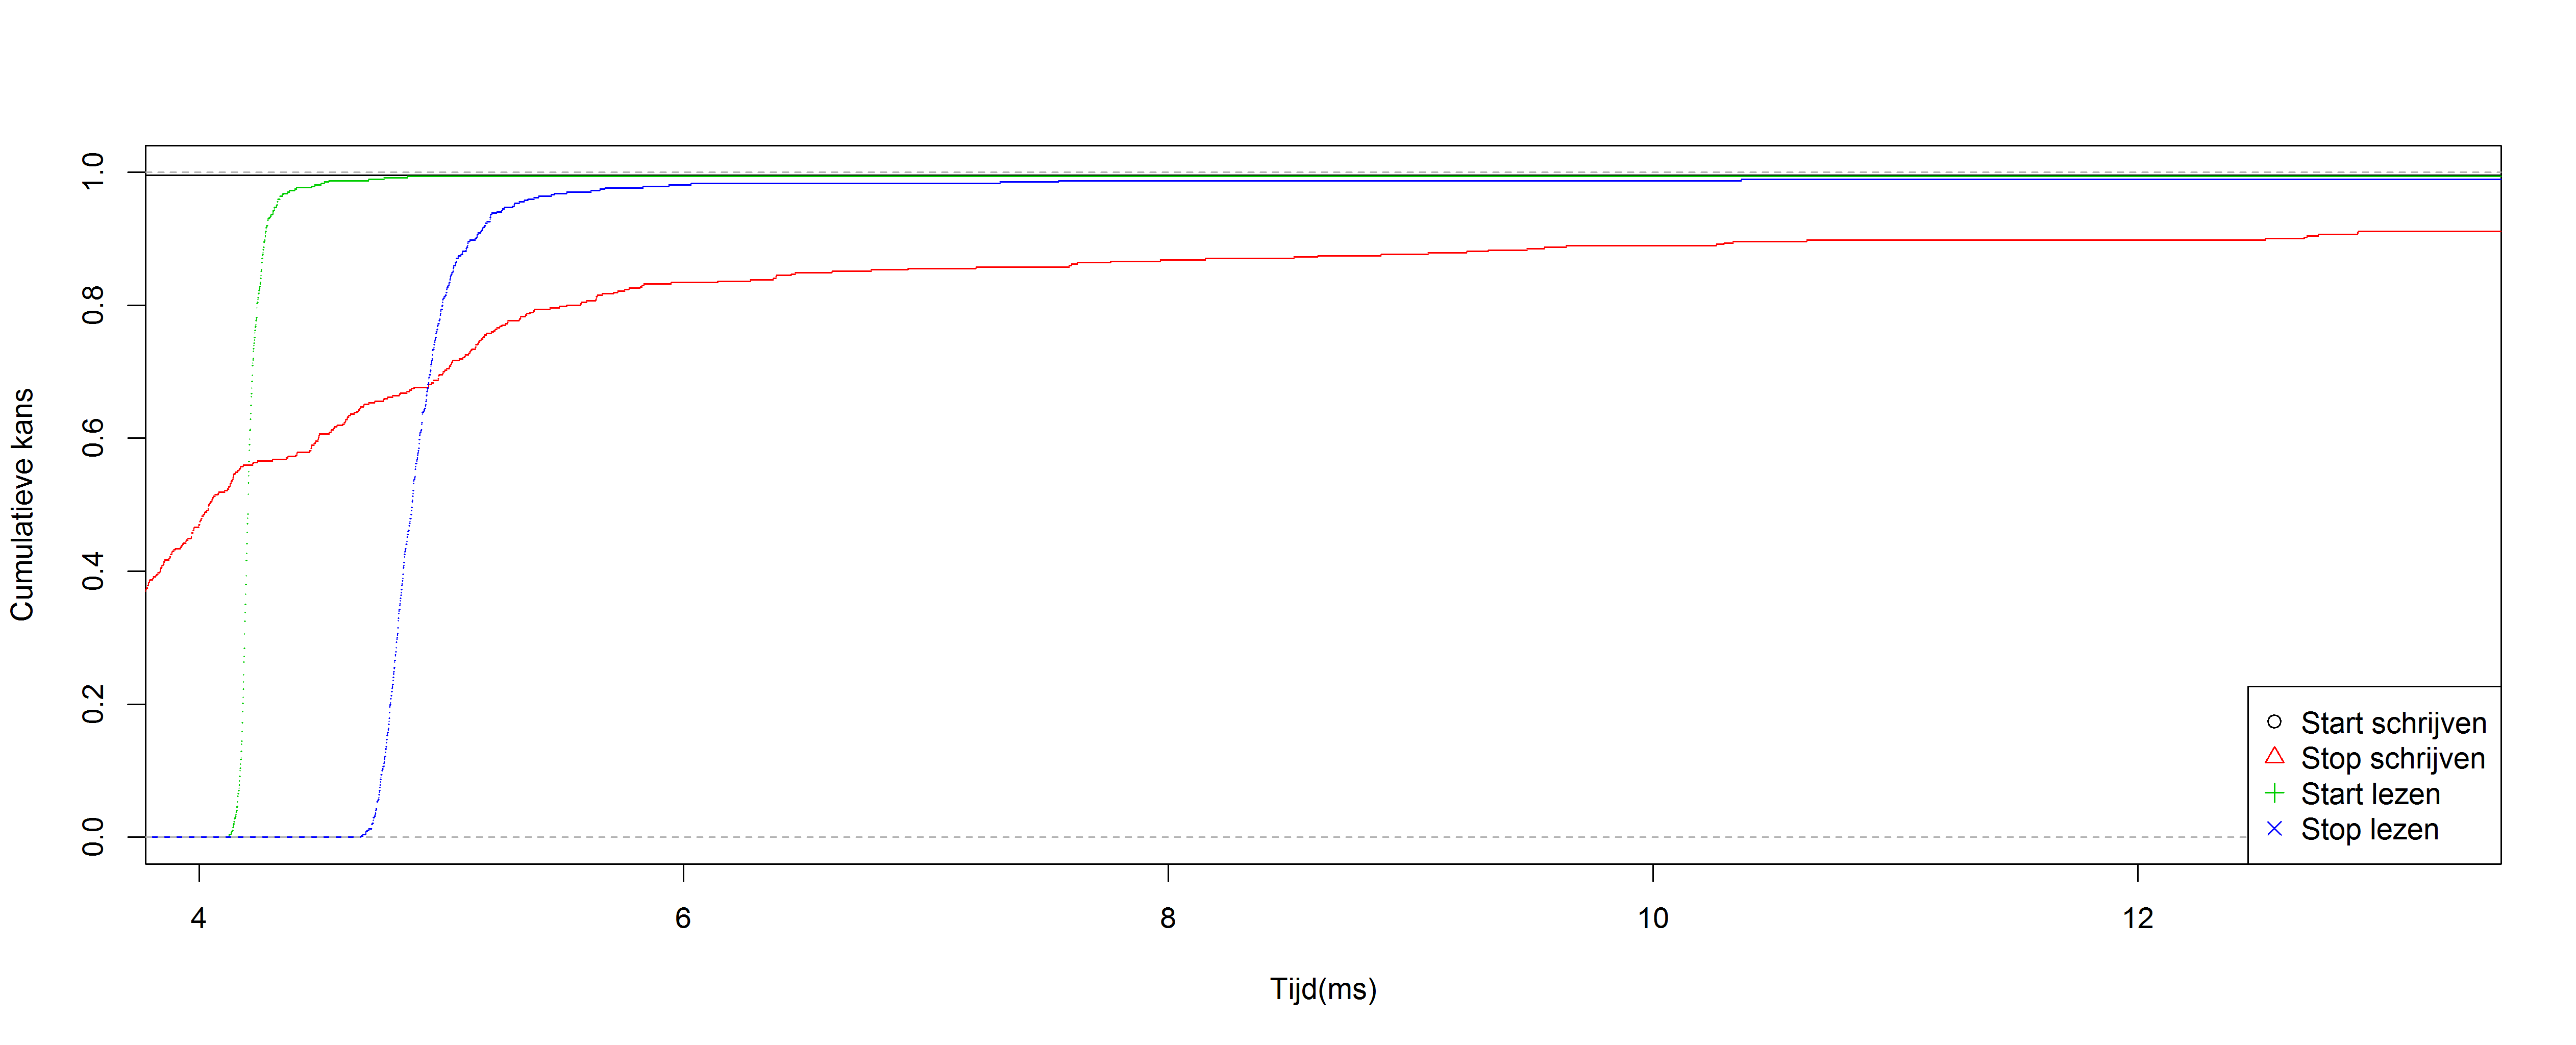 Cumulatieve kans
1.0
0.8
0.6
0.4
0.2
0.0
4 6 8 10 12
Tijd(ms)
Start schrijven
Stop schrijven
Start lezen
Stop lezen